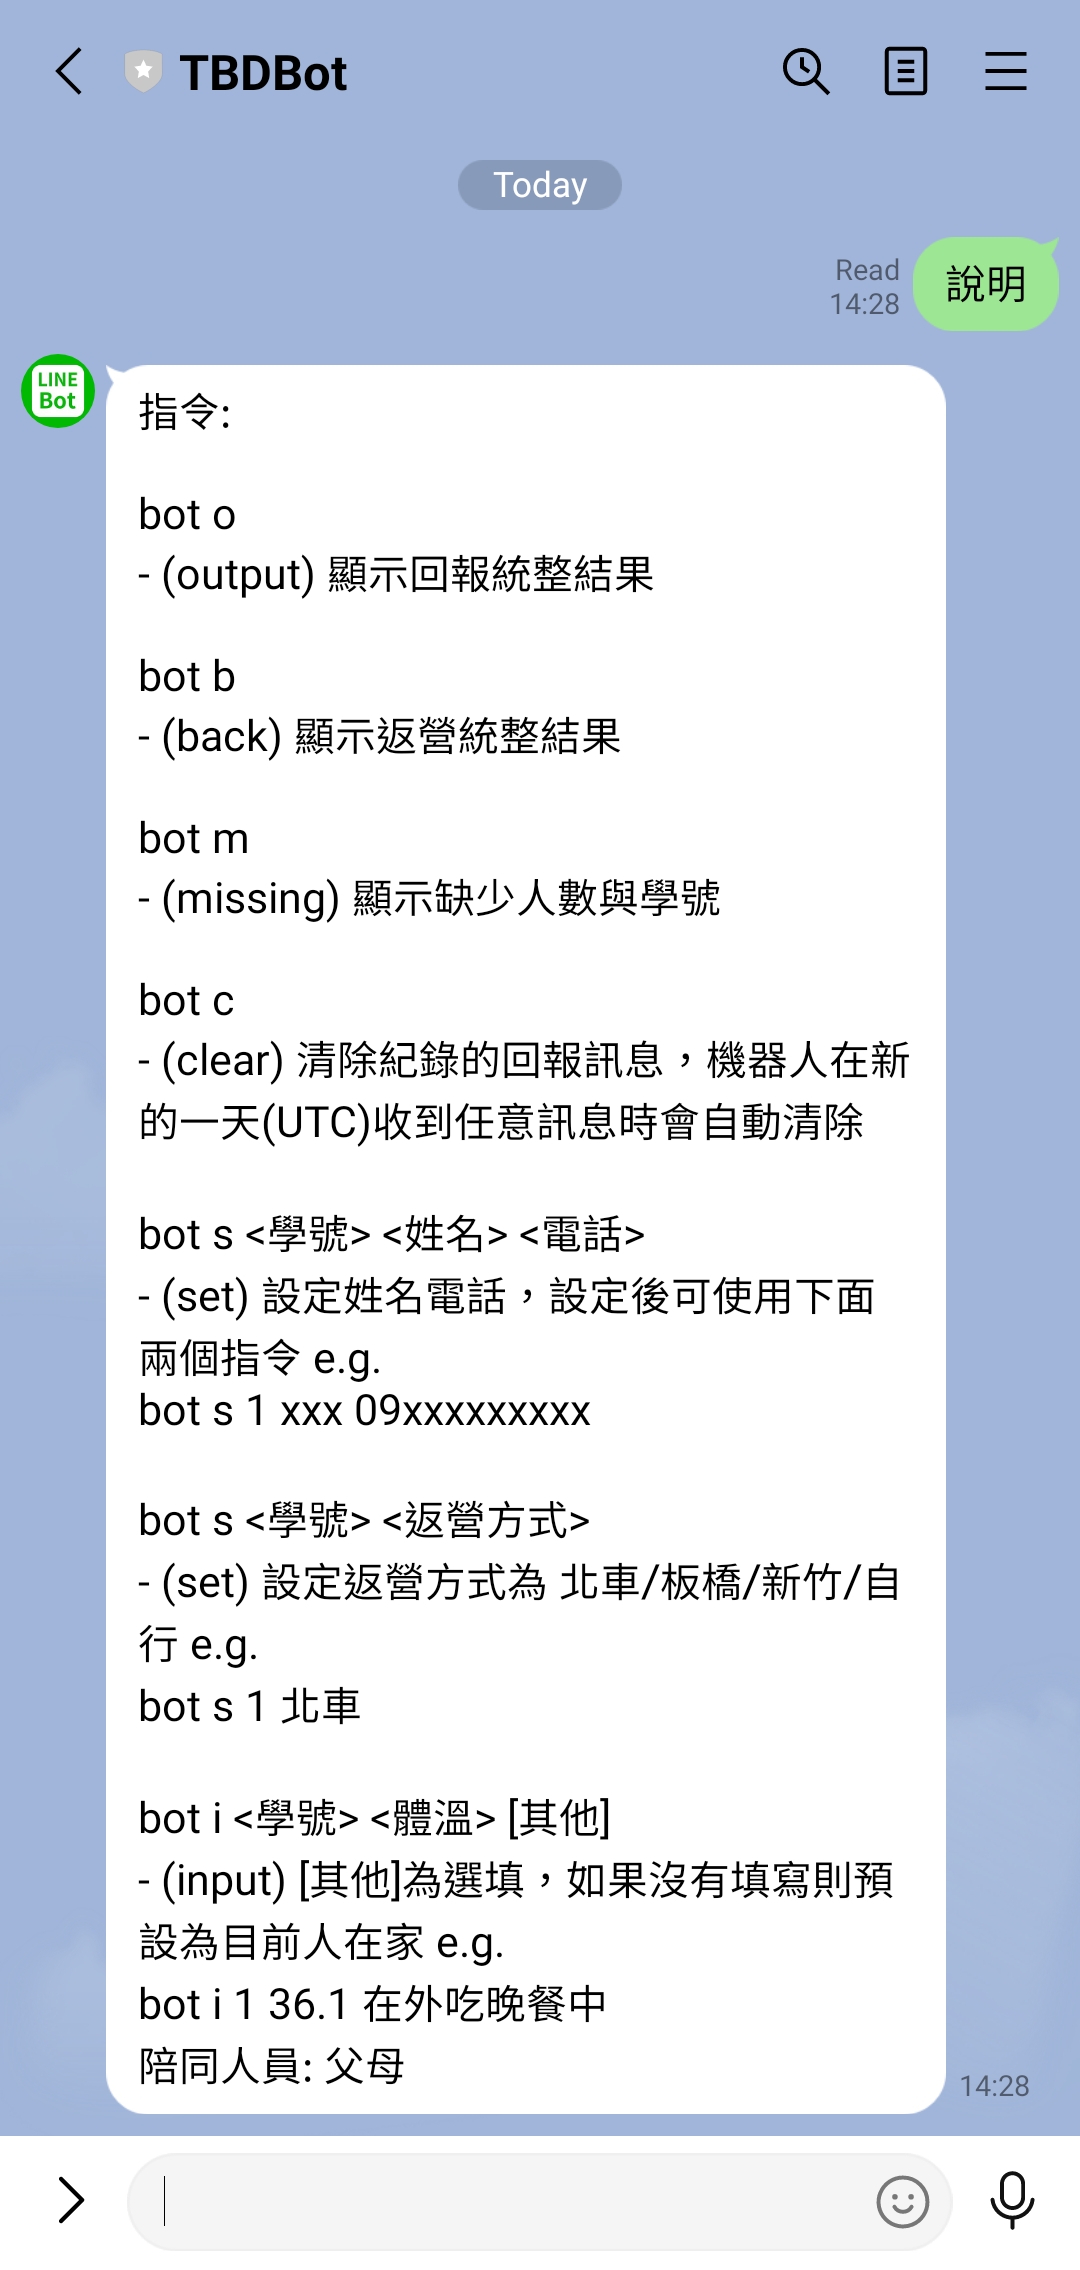 TBDBot
Today
說明
Read
14:28
LINE
Bot
指令:
bot o
- (output) 顯示回報統整結果
bot b
- (back) 顯示返營統整結果
bot m
- (missing) 顯示缺少人數與學號
bot c
- (clear) 清除紀錄的回報訊息，機器人在新
的一天(UTC)收到任意訊息時會自動清除
bot s <學號> <姓名> <電話>
- (set) 設定姓名電話，設定後可使用下面
兩個指令 e.g.
bot s 1 xxx 09xxxxxxxxx
bot s <學號> <返營方式>
- (set) 設定返營方式為 北車/板橋/新竹/自
行 e.g.
bot s 1 北車
bot i <學號> <體溫> [其他]
- (input) [其他]為選填，如果沒有填寫則預
設為目前人在家 e.g.
bot i 1 36.1 在外吃晚餐中
陪同人員: 父母
14:28